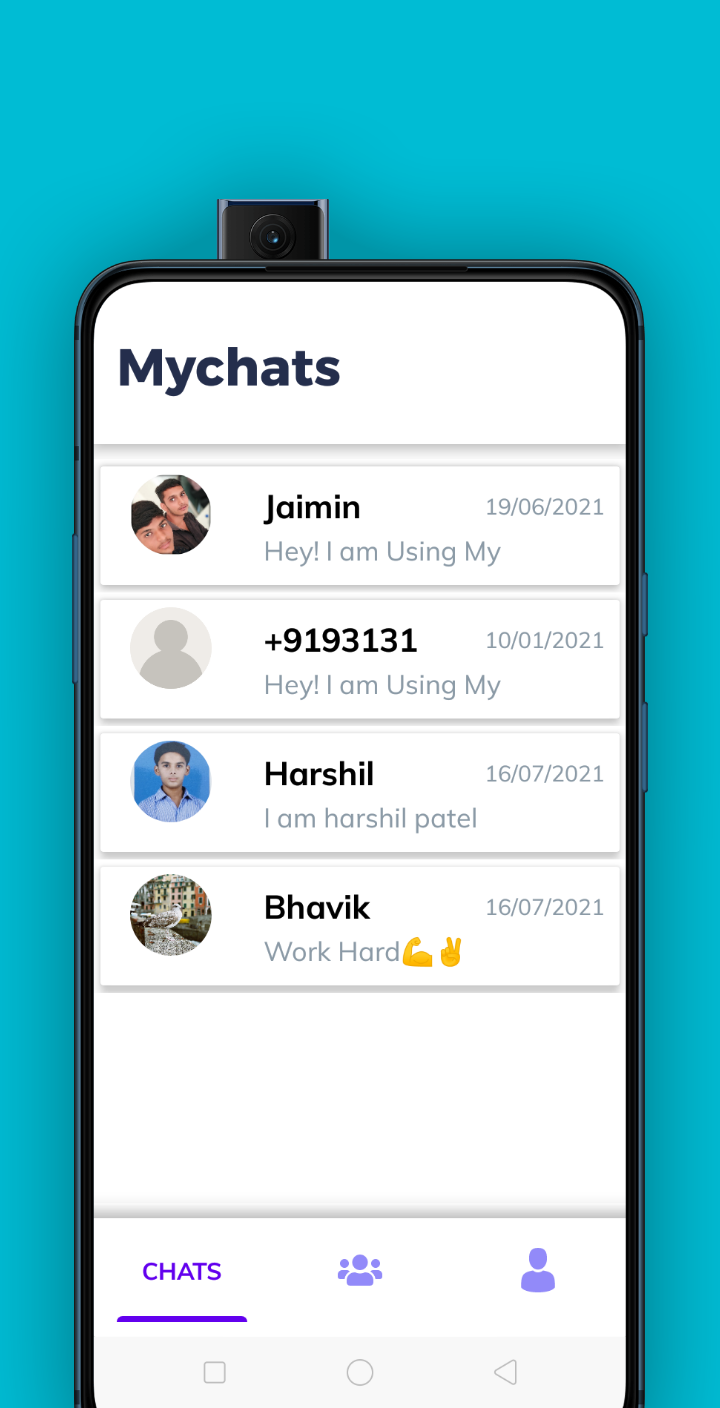 Mychats
Jaimin 19/06/2021
Hey! I am Using My
+9193131 10/01/2021
Hey! I am Using My
Harshil 16/07/2021
I am harshil patel
Bhavik 16/07/2021
Work Hard💪✌
CHATS